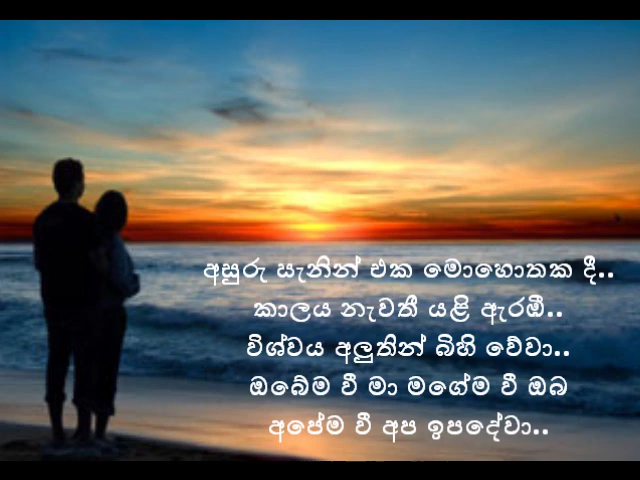 අසුරු සැනින් එක මොහොතක දී..
කාලය නැවතී යළි ඇරඹී..
විශ්වය අලුතින් බිහි වේවා..
ඔබේම වී මා මගේම වී ඔබ
අපේම වී අප ඉපදේවා..